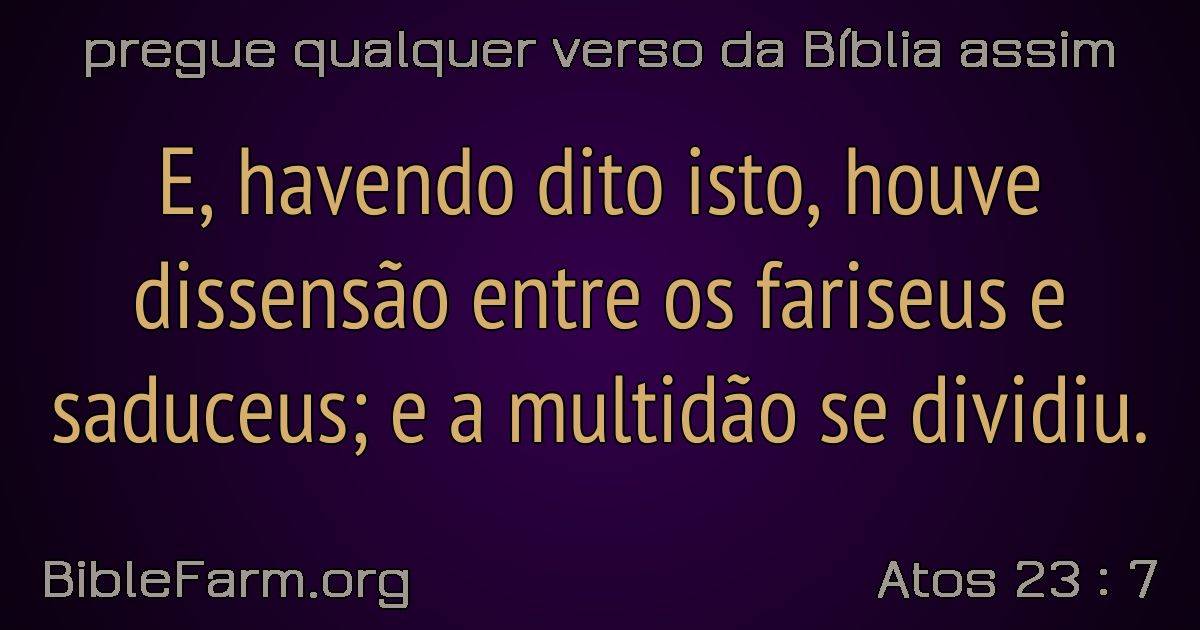 pregue qualquer verso da Bíblia assim
E, havendo dito isto, houve
dissensão entre os fariseus e
saduceus; e a multidão se dividiu.
BibleFarm.org
Atos 23 : 7